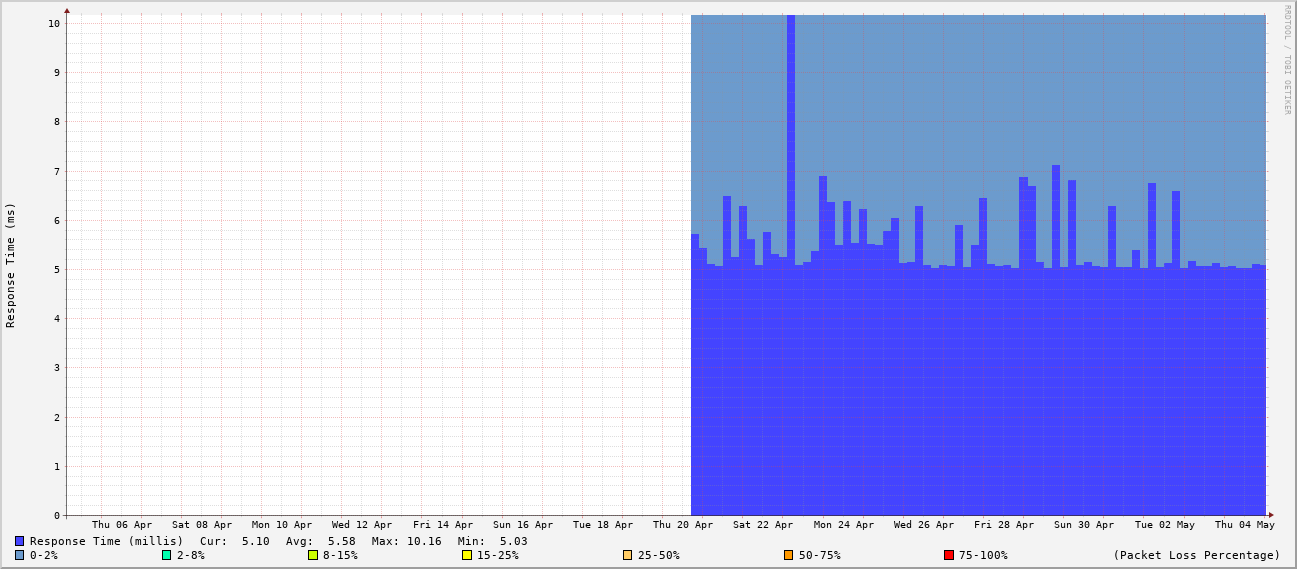 RRDTOOL / TOBI OETIKER
Response Time (ms)
10
9
8
7
6
5
4
3
2
1
0
Thu 06 Apr Sat 08 Apr Mon 10 Apr Wed 12 Apr Fri 14 Apr Sun 16 Apr Tue 18 Apr Thu 20 Apr Sat 22 Apr Mon 24 Apr Wed 26 Apr Fri 28 Apr Sun 30 Apr Tue 02 May Thu 04 May
Response Time (millis) Cur: 5.10 Avg: 5.58 Max: 10.16 Min: 5.03
0-2% 2-8% 8-15% 15-25% 25-50% 50-75% 75-100% (Packet Loss Percentage)